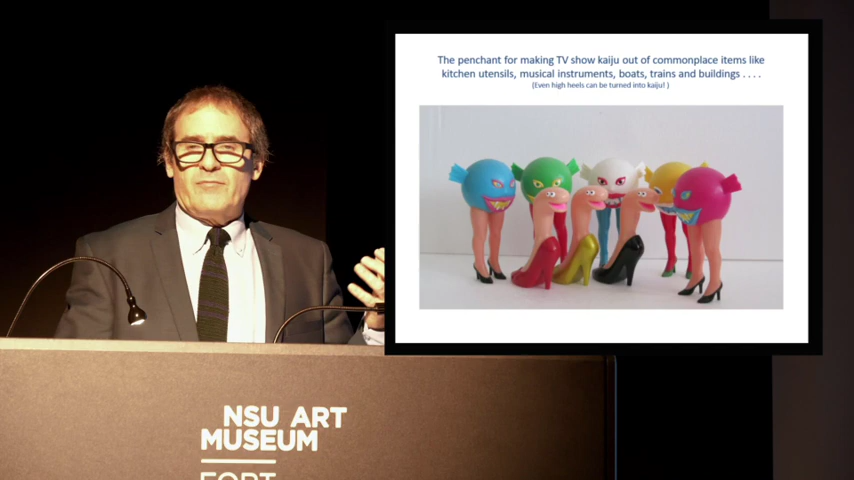 The penchant for making TV show kaiju out of commonplace items like
kitchen utensils, musical instruments, boats, trains and buildings . . . .
(Even high heels can be turned into kaiju! )
NSU ART
MUSEUM
FORT